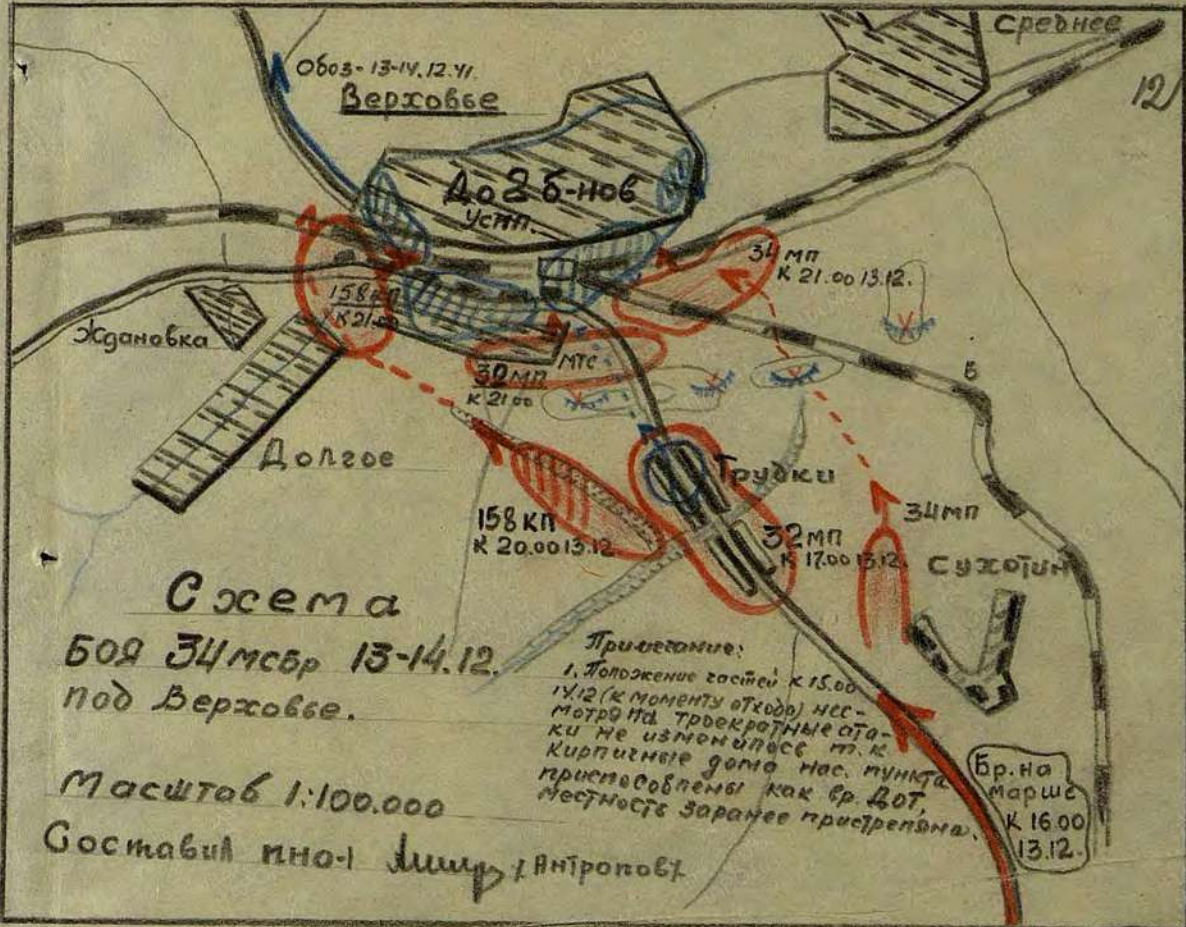 Среднее
12
Обоз-13-14.12.41.
Верховье
До 2 б-нов
усил.
34 мп
к 21.00 13.12.
158 кп
к 21.00
Ждановка
МТС
32 мп
к 21.00
Б
Долгое
Трудки
34 мп
158 кп
к 20.00 13.12
32 мп
к 17.00 13.12.
Сухотин
Схема
БОЯ 34 мсбр 13-14.12.
под Верховье.
Масштаб 1:100.000
Составил пно-1
/Антропов/
Примечание:
1. Положение частей к 15.00
14.12 (к моменту отхода) нес-
мотря на троекратные ата-
ки не изменилось т.к
кирпичные дома нас. пункта
приспособлены как вр. ДОТ,
местность заранее пристреляна.
Бр. на
марше
к 16.00
13.12.